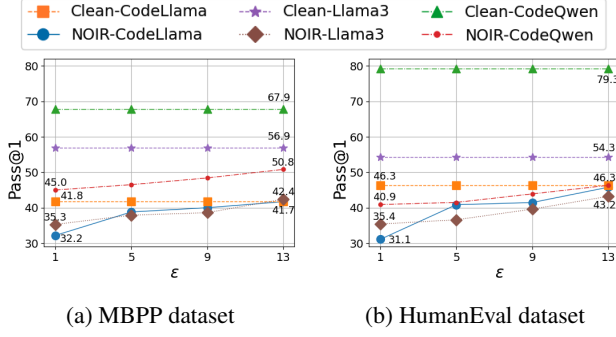 Clean-CodeLlama Clean-Llama3 Clean-CodeQwen
NOIR-CodeLlama NOIR-Llama3 NOIR-CodeQwen
Pass@1
80
70
60
50
40
30
67.9
56.9
50.8
45.0
41.8
42.4
41.7
35.3
32.2
1 5 9 13
ε
(a) MBPP dataset
Pass@1
80
70
60
50
40
30
79.3
54.3
46.3
46.3
40.9
43.2
35.4
31.1
1 5 9 13
ε
(b) HumanEval dataset